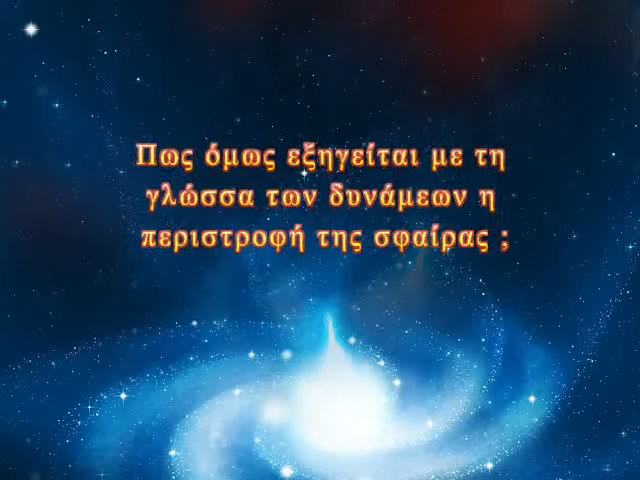 Πως όμως εξηγείται με τη
γλώσσα των δυνάμεων η
περιστροφή της σφαίρας ;